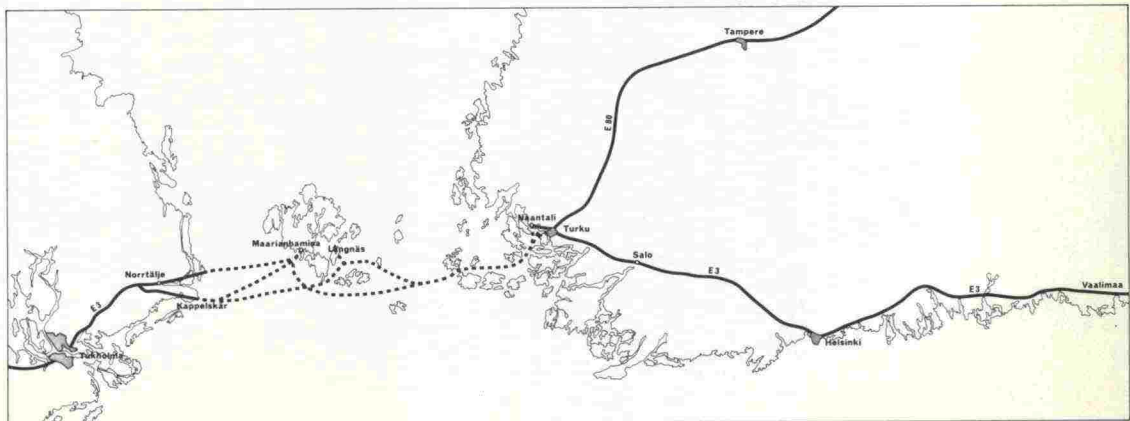 Tampere
E 80
Naantali
Turku
Maarianhamina
Långnäs
Salo
E3
Norrtälje
E3
Kappelskär
E3
Vaalimaa
Helsinki
Tukholma